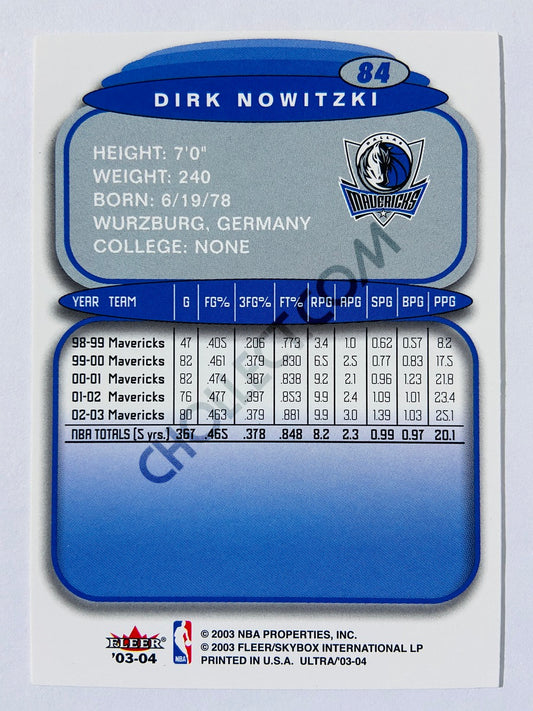 84
DIRK NOWITZKI
HEIGHT: 7'0"
WEIGHT: 240
BORN: 6/19/78
WURZBURG, GERMANY
COLLEGE: NONE
DALLAS
MAVERICKS
YEAR TEAM G FG% 3FG% FT% RPG APG SPG BPG PPG
98-99 Mavericks 47 .405 .206 .773 3.4 1.0 0.62 0.57 8.2
99-00 Mavericks 82 .461 .379 .830 6.5 2.5 0.77 0.83 17.5
00-01 Mavericks 82 .474 .387 .838 9.2 2.1 0.96 1.23 21.8
01-02 Mavericks 76 .477 .397 .853 9.9 2.4 1.09 1.01 23.4
02-03 Mavericks 80 .463 .379 .881 9.9 3.0 1.39 1.03 25.1
NBA TOTALS (5 yrs.) 367 .465 .378 .848 8.2 2.3 0.99 0.97 20.1
CHOLLECT.COM
FLEER
'03-04
NBA
© 2003 NBA PROPERTIES, INC.
© 2003 FLEER/SKYBOX INTERNATIONAL LP
PRINTED IN U.S.A. ULTRA/'03-04